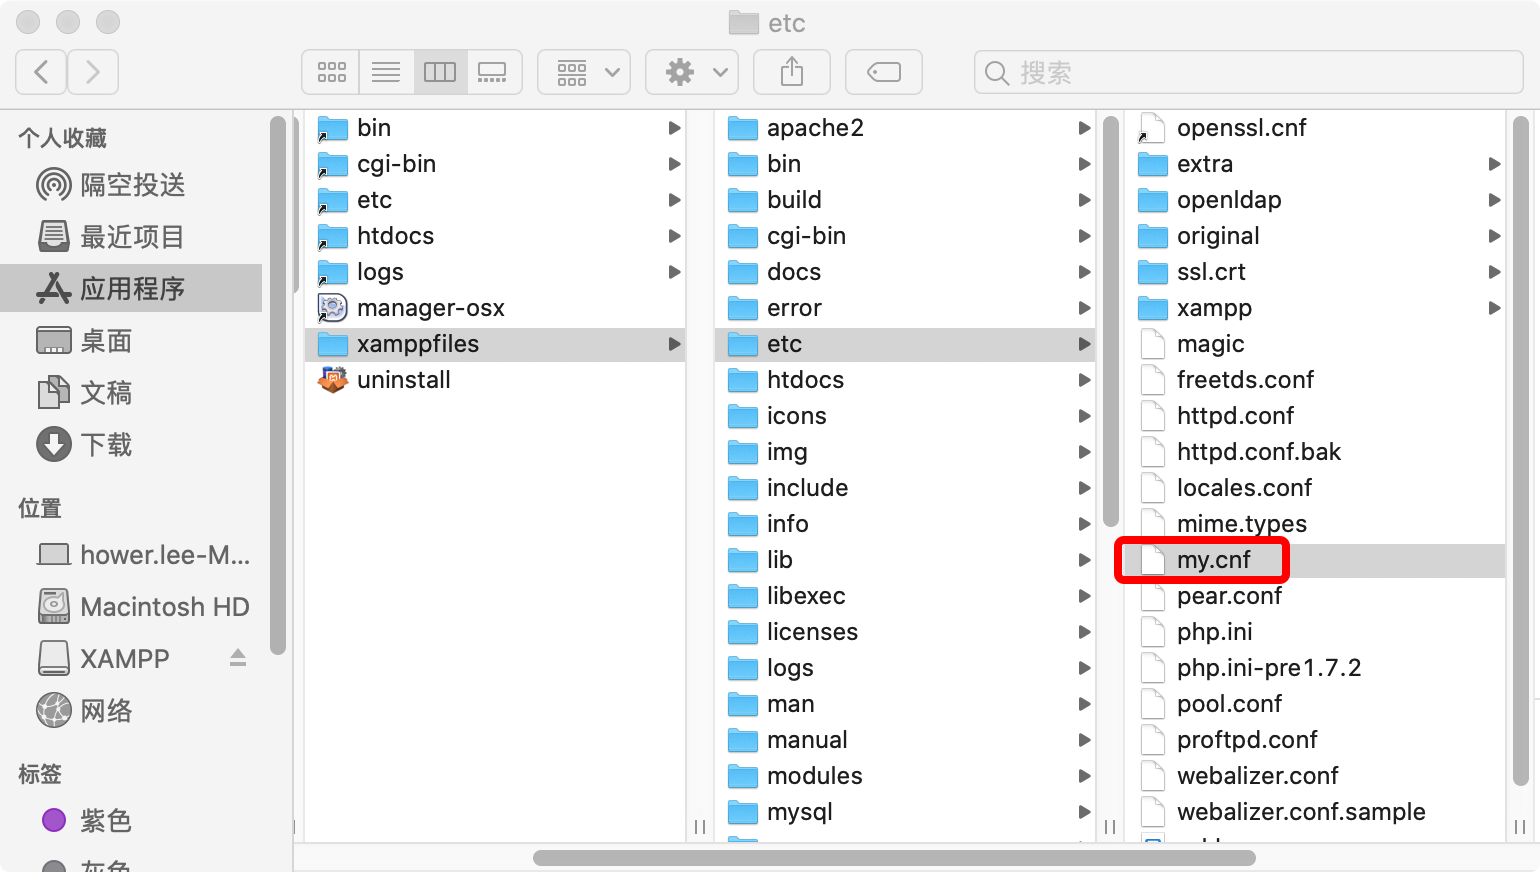 etc
搜索
个人收藏
隔空投送
最近项目
应用程序
桌面
文稿
下载
位置
hower.lee-M...
Macintosh HD
XAMPP
网络
标签
紫色
灰色
bin
cgi-bin
etc
htdocs
logs
manager-osx
xamppfiles
uninstall
apache2
bin
build
cgi-bin
docs
error
etc
htdocs
icons
img
include
info
lib
libexec
licenses
logs
man
manual
modules
mysql
openssl.cnf
extra
openldap
original
ssl.crt
xampp
magic
freetds.conf
httpd.conf
httpd.conf.bak
locales.conf
mime.types
my.cnf
pear.conf
php.ini
php.ini-pre1.7.2
pool.conf
proftpd.conf
webalizer.conf
webalizer.conf.sample